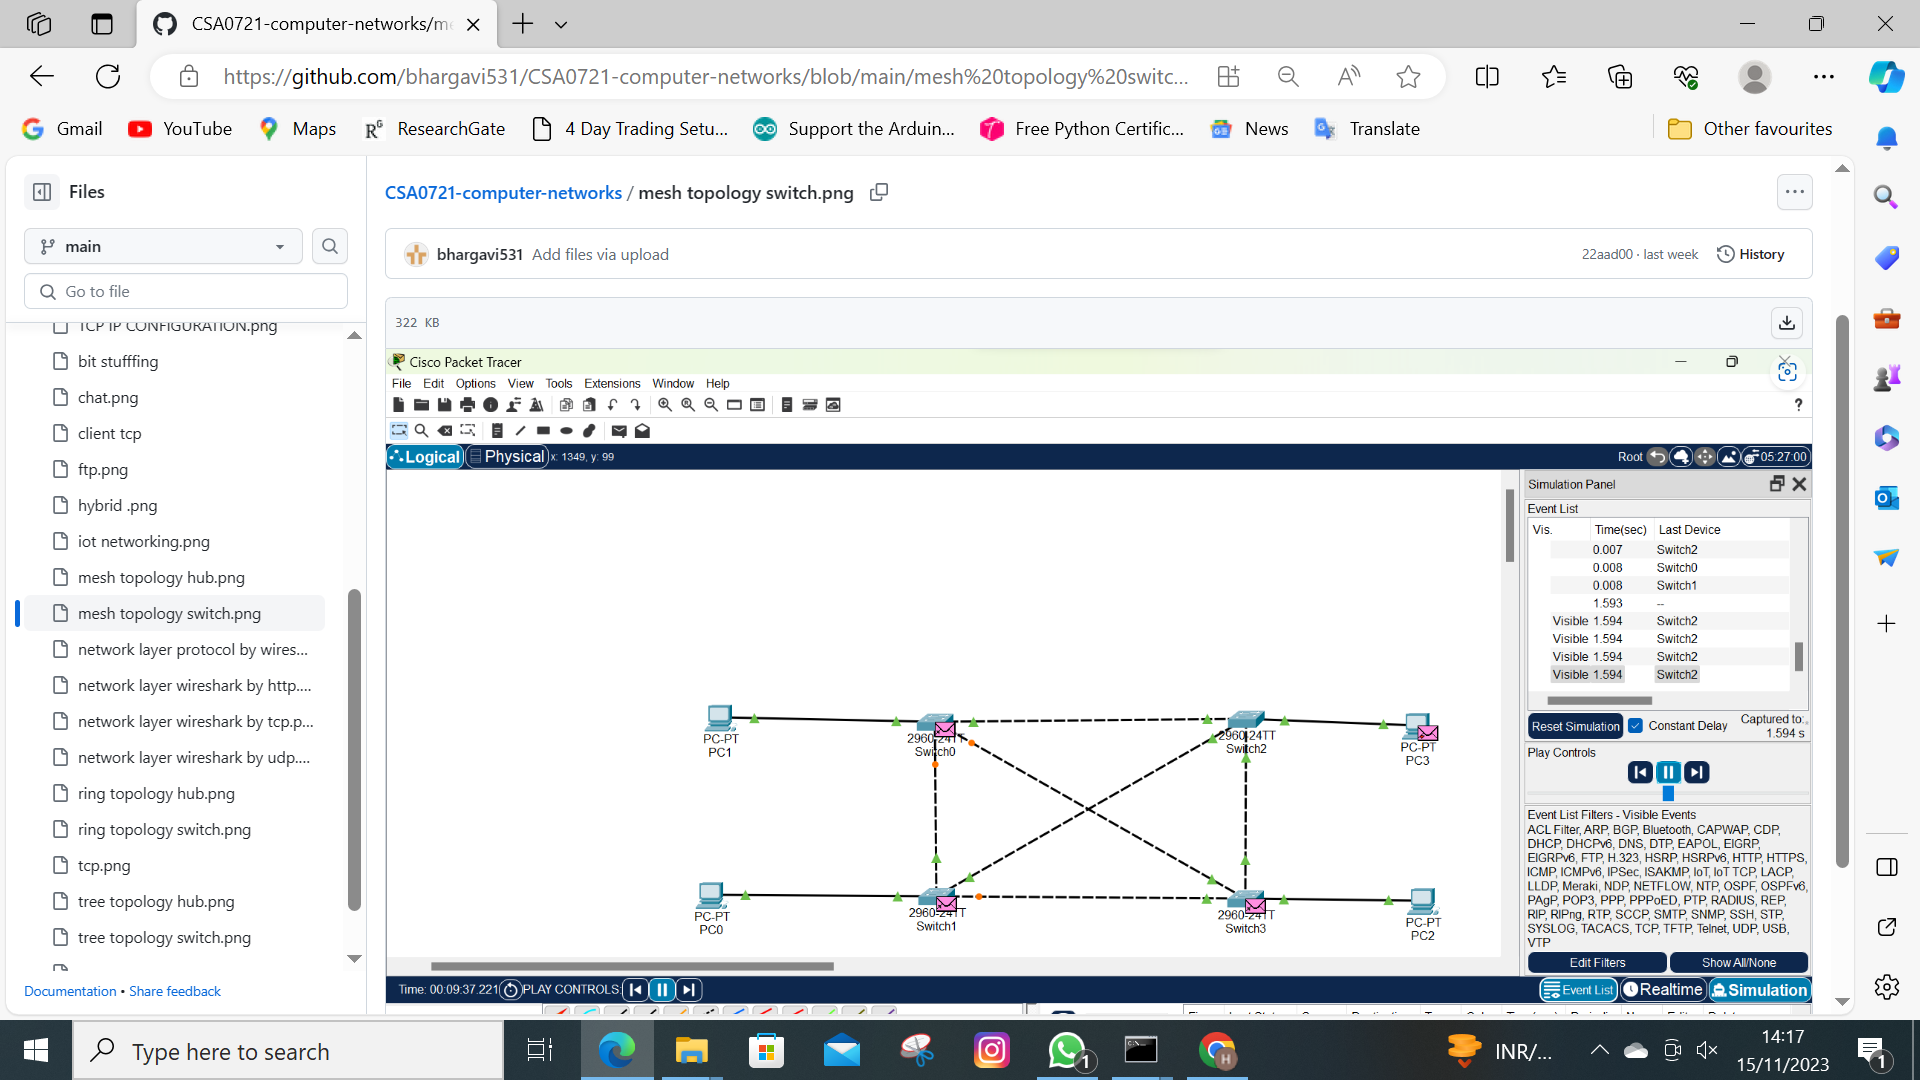 CSA0721-computer-networks/me
https://github.com/bhargavi531/CSA0721-computer-networks/blob/main/mesh%20topology%20switc...
Gmail
YouTube
Maps
ResearchGate
4 Day Trading Setu...
Support the Arduin...
Free Python Certific...
News
Translate
Other favourites
Files
CSA0721-computer-networks / mesh topology switch.png
main
bhargavi531 Add files via upload
22aad00 · last week
History
Go to file
322 KB
TCP IP CONFIGURATION.png
bit stufffing
chat.png
client tcp
ftp.png
hybrid .png
iot networking.png
mesh topology hub.png
mesh topology switch.png
network layer protocol by wires...
network layer wireshark by http....
network layer wireshark by tcp.p...
network layer wireshark by udp....
ring topology hub.png
ring topology switch.png
tcp.png
tree topology hub.png
tree topology switch.png
Documentation • Share feedback
Cisco Packet Tracer
File Edit Options View Tools Extensions Window Help
?
Logical
Physical
x: 1349, y: 99
Root
05:27:00
Simulation Panel
Event List
Vis. Time(sec) Last Device
0.007 Switch2
0.008 Switch0
0.008 Switch1
1.593 --
Visible 1.594 Switch2
Visible 1.594 Switch2
Visible 1.594 Switch2
Visible 1.594 Switch2
Reset Simulation
Constant Delay
Captured to:
1.594 s
Play Controls
Event List Filters - Visible Events
ACL Filter, ARP, BGP, Bluetooth, CAPWAP, CDP,
DHCP, DHCPv6, DNS, DTP, EAPOL, EIGRP,
EIGRPv6, FTP, H.323, HSRP, HSRPv6, HTTP, HTTPS,
ICMP, ICMPv6, IPSec, ISAKMP, IoT, IoT TCP, LACP,
LLDP, Meraki, NDP, NETFLOW, NTP, OSPF, OSPFv6,
PAgP, POP3, PPP, PPPoED, PTP, RADIUS, REP,
RIP, RIPng, RTP, SCCP, SMTP, SNMP, SSH, STP,
SYSLOG, TACACS, TCP, TFTP, Telnet, UDP, USB,
VTP
Edit Filters
Show All/None
PC-PT
PC1
2960-24TT
Switch0
2960-24TT
Switch2
PC-PT
PC3
PC-PT
PC0
2960-24TT
Switch1
2960-24TT
Switch3
PC-PT
PC2
Time: 00:09:37.221
PLAY CONTROLS:
Event List
Realtime
Simulation
Type here to search
1
INR/...
14:17
15/11/2023
1